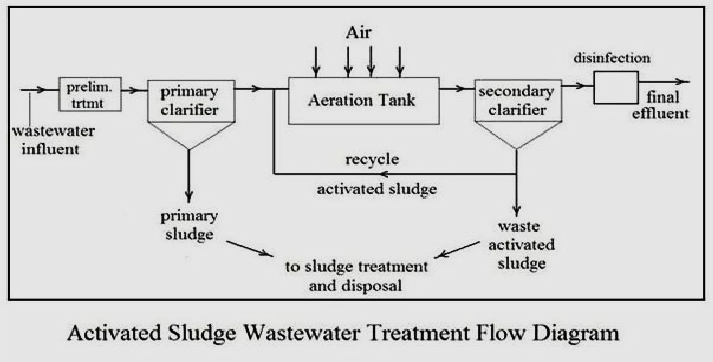 Air
disinfection
prelim.
trtmt
primary
clarifier
Aeration Tank
secondary
clarifier
final
effluent
wastewater
influent
recycle
activated sludge
primary
sludge
waste
activated
sludge
to sludge treatment
and disposal
Activated Sludge Wastewater Treatment Flow Diagram